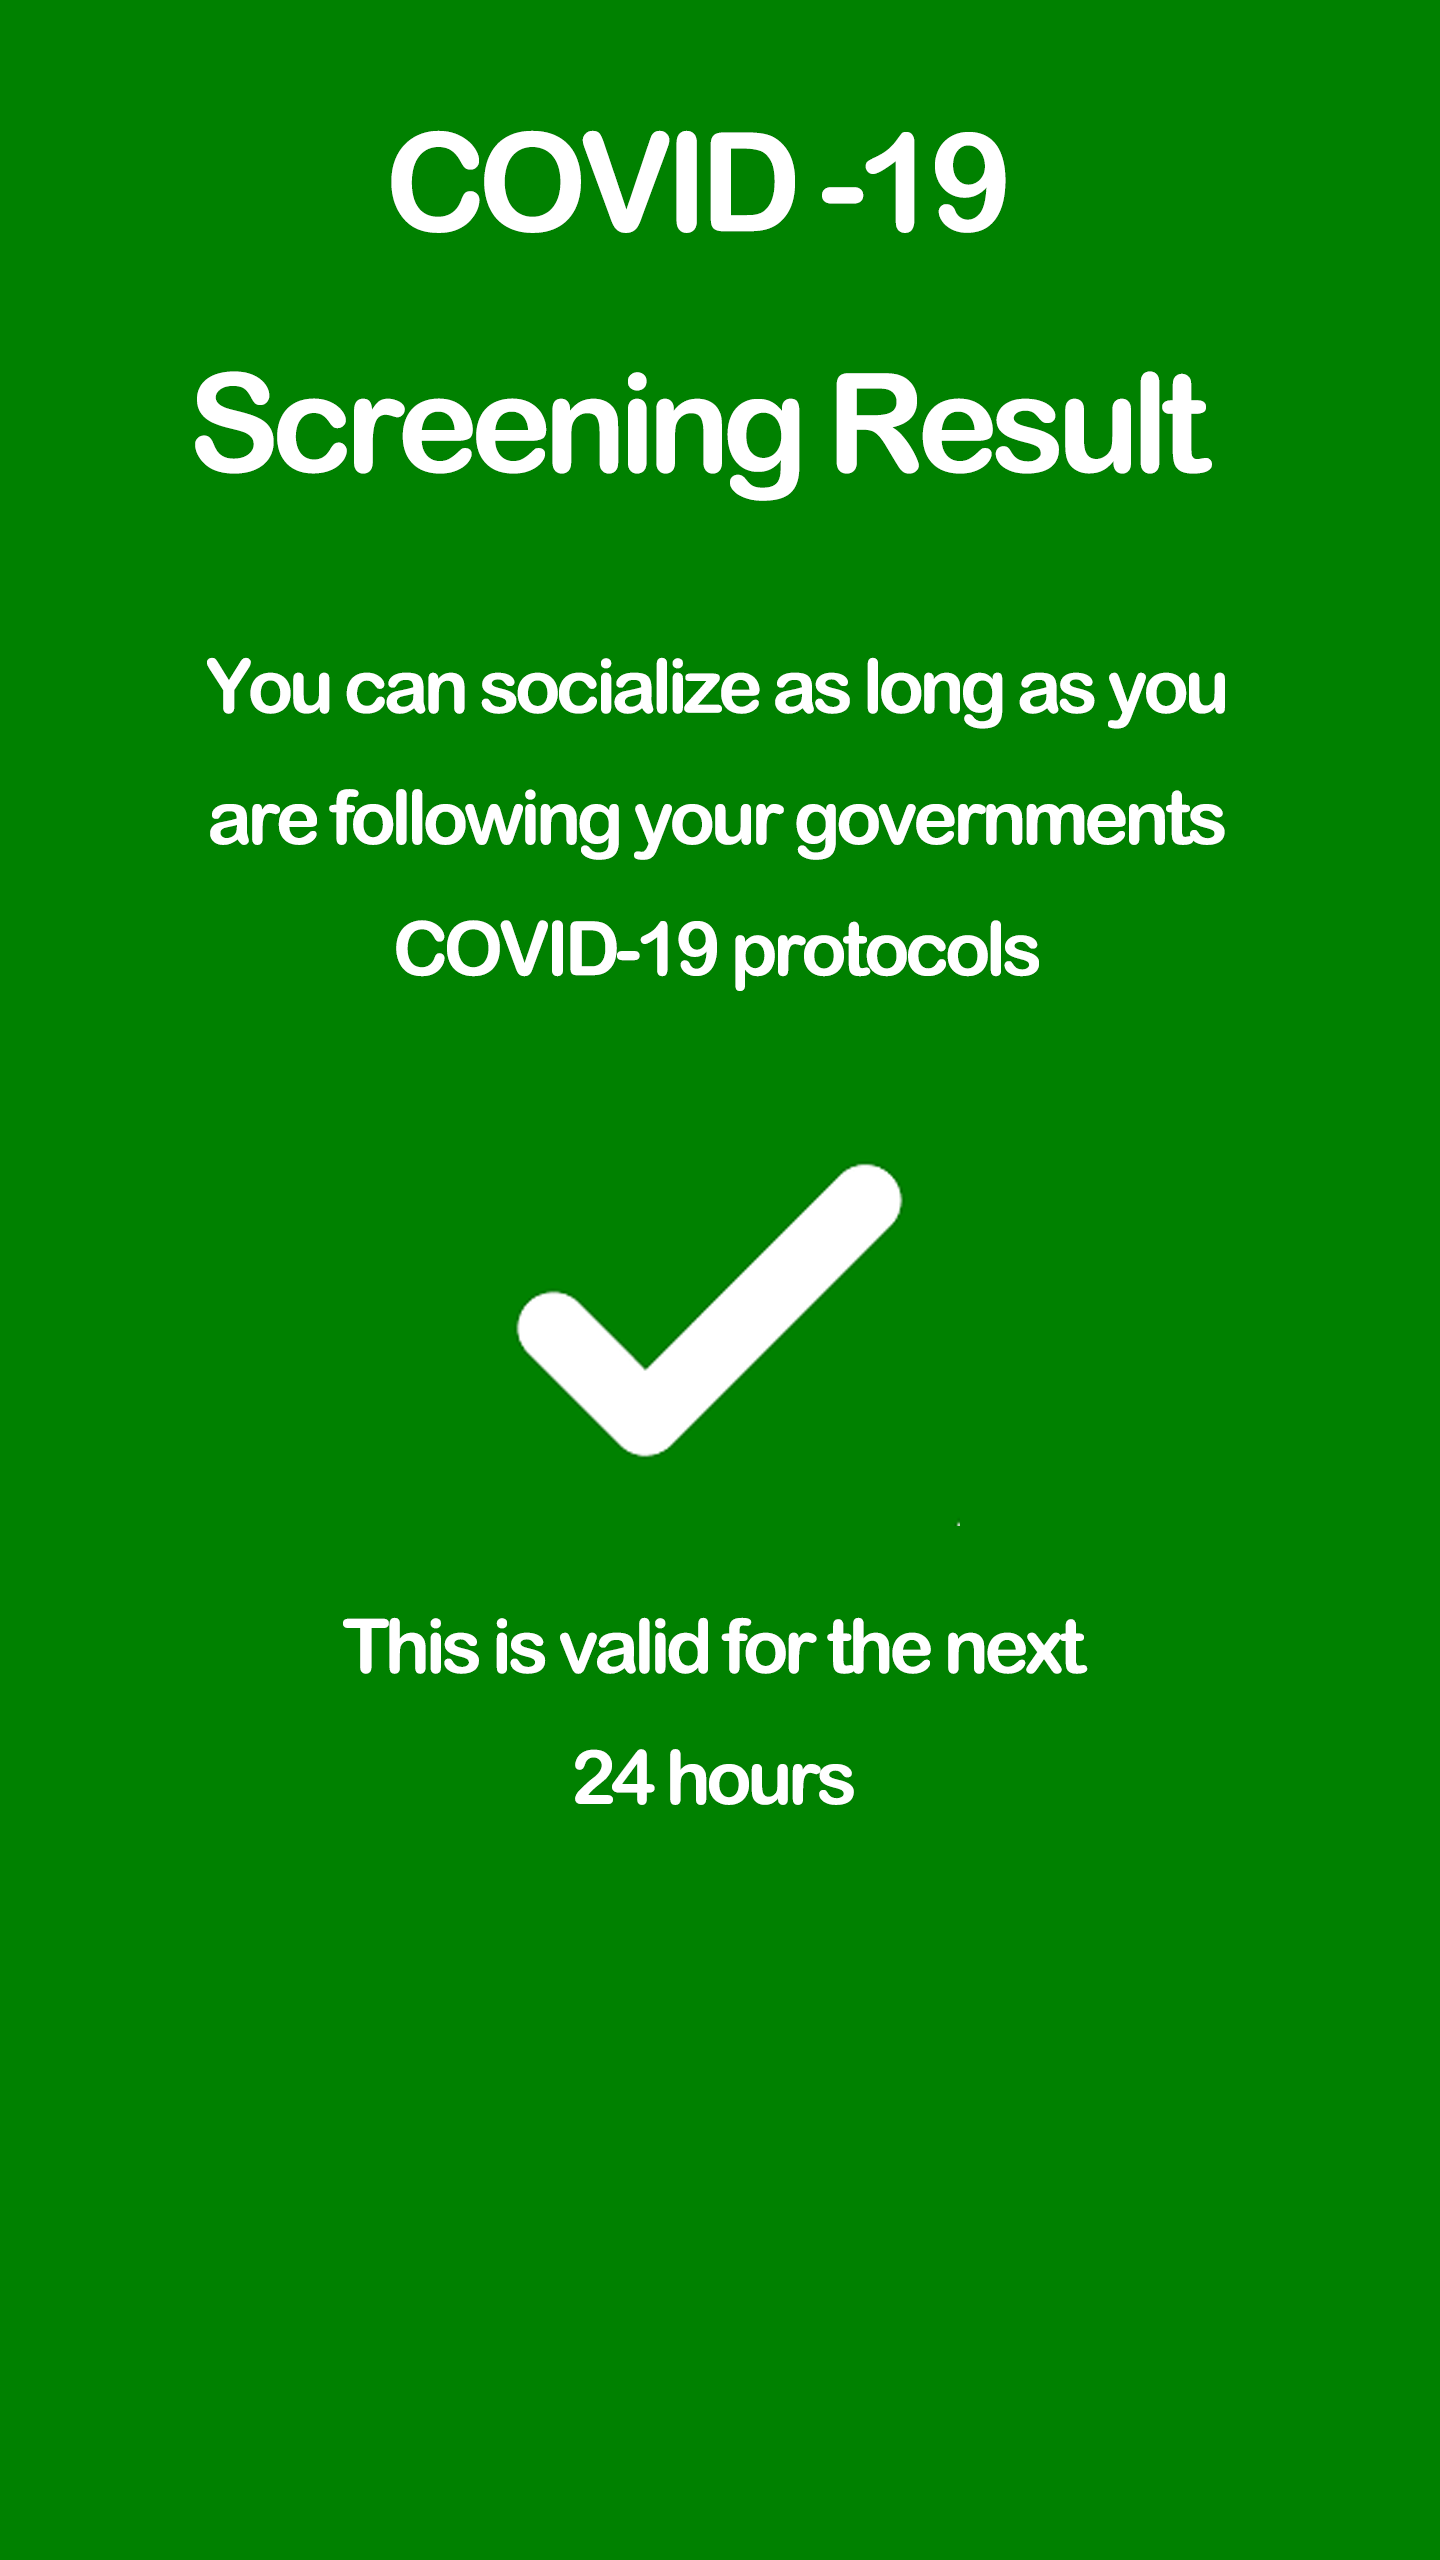 COVID -19
Screening Result
You can socialize as long as you
are following your governments
COVID-19 protocols
This is valid for the next
24 hours